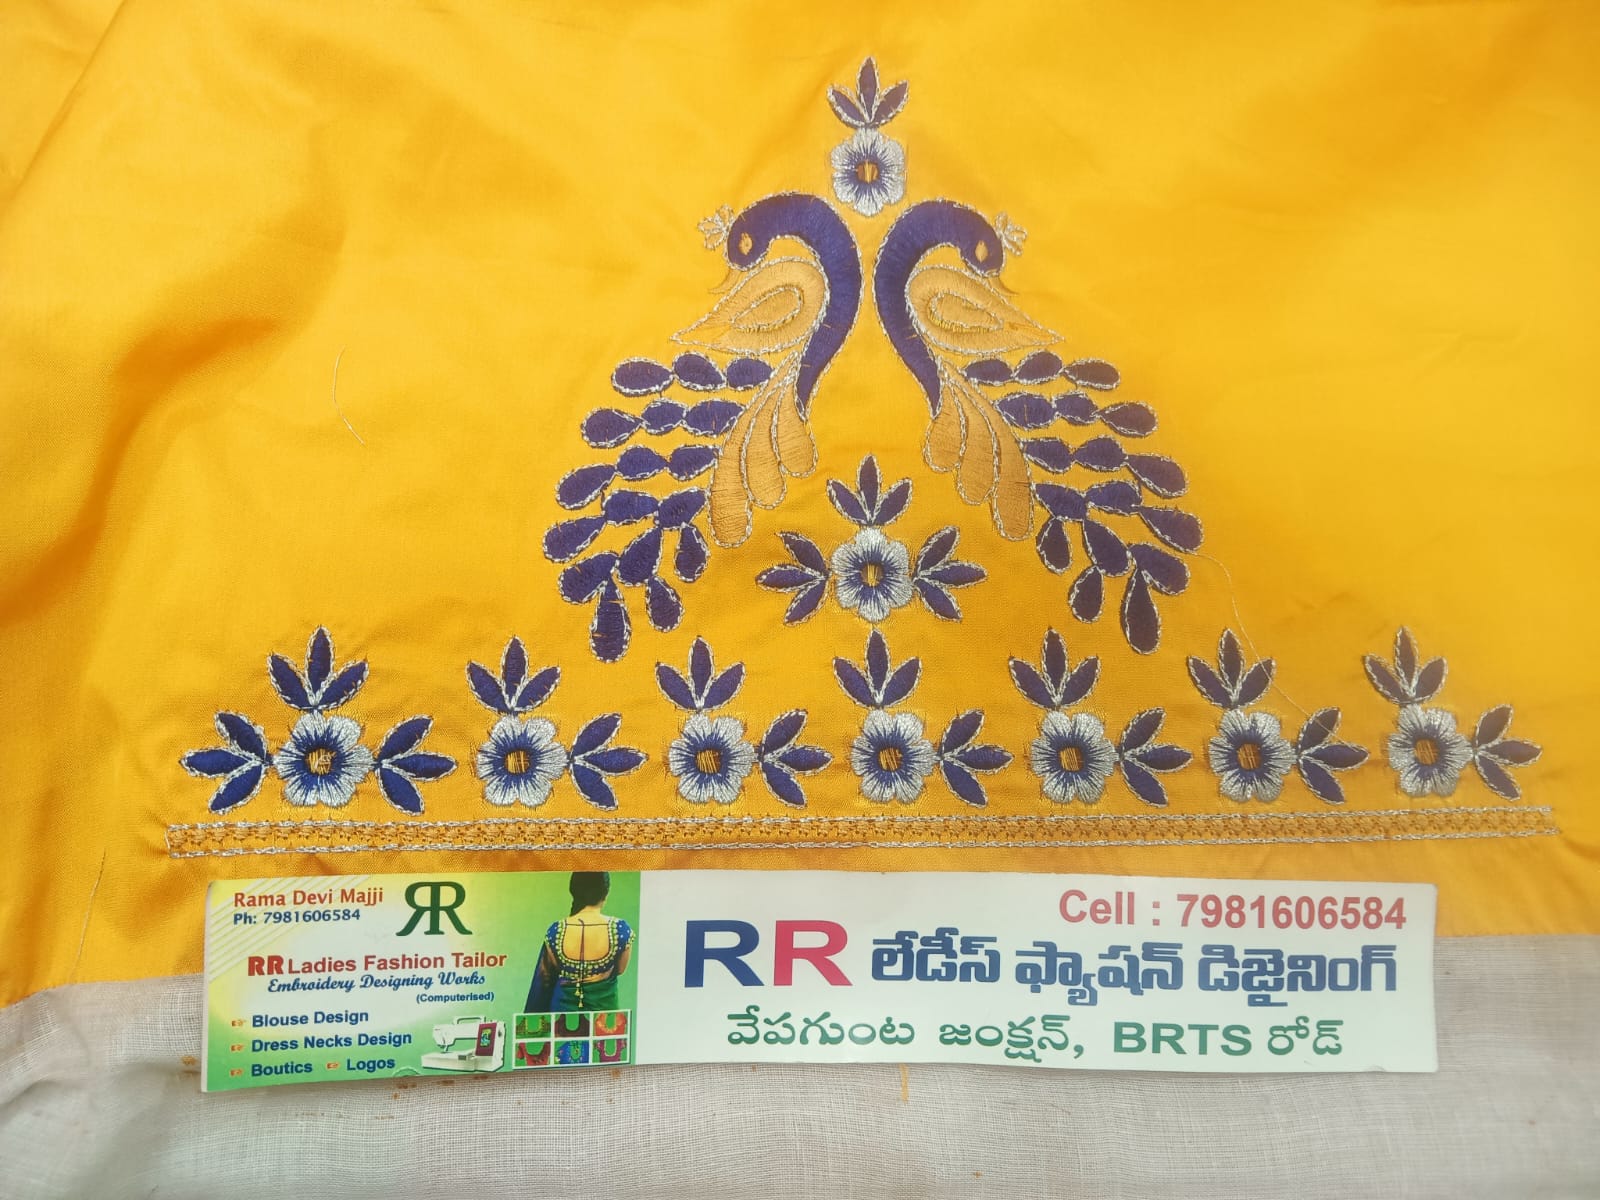 Rama Devi Majji
Ph: 7981606584
RR
RR Ladies Fashion Tailor
Embroidery Designing Works
(Computerised)
Blouse Design
Dress Necks Design
Boutics Logos
Cell : 7981606584
RR లేడీస్ ఫ్యాషన్ డిజైనింగ్
వేపగుంట జంక్షన్, BRTS రోడ్